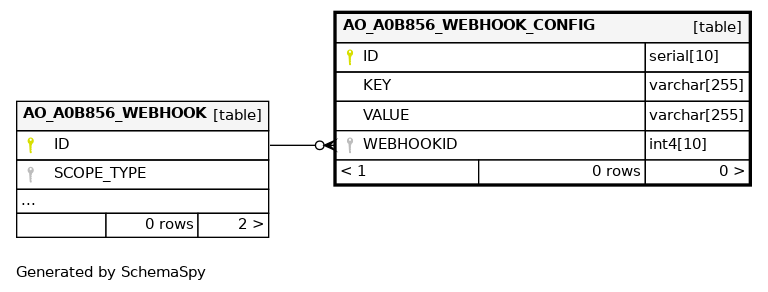 AO_A0B856_WEBHOOK_CONFIG [table]
ID serial[10]
KEY varchar[255]
VALUE varchar[255]
WEBHOOKID int4[10]
< 1 0 rows 0 >
AO_A0B856_WEBHOOK [table]
ID
SCOPE_TYPE
...
0 rows 2 >
Generated by SchemaSpy